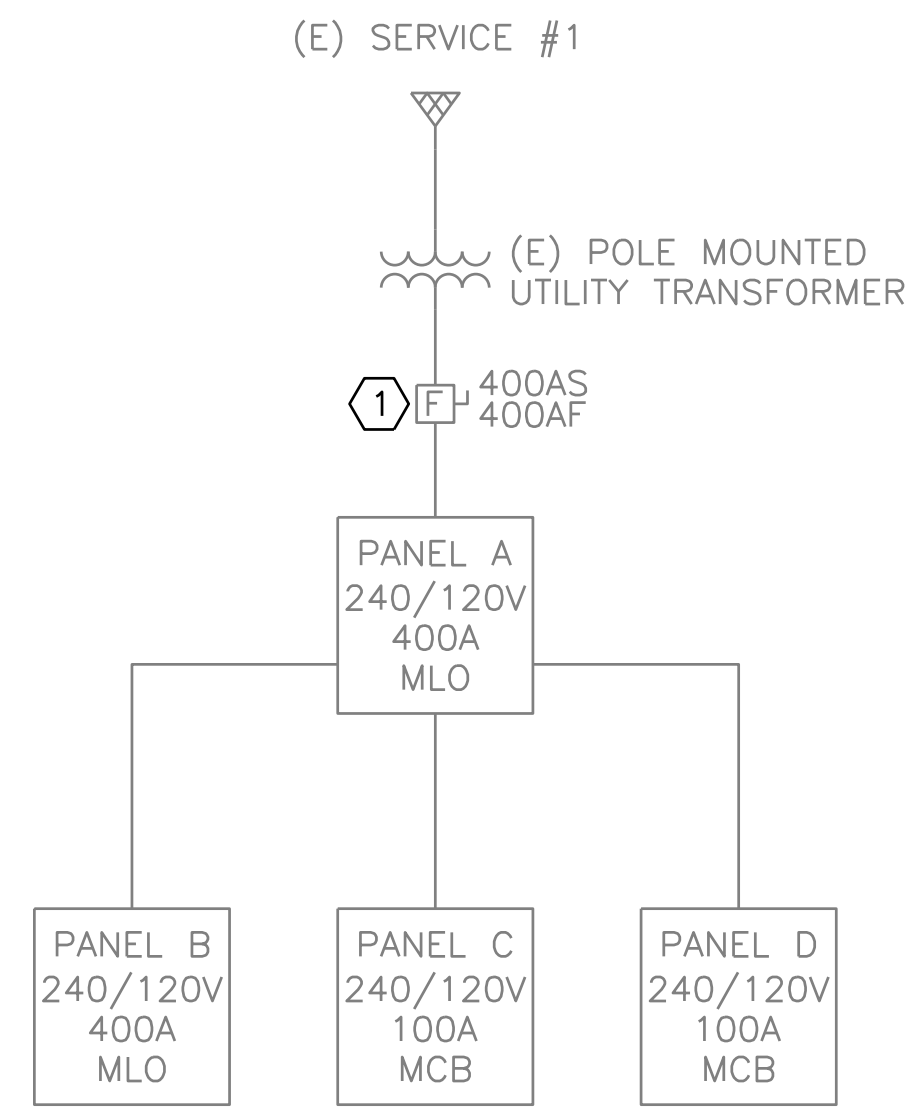 (E) SERVICE #1
(E) POLE MOUNTED
UTILITY TRANSFORMER
1
F
400AS
400AF
PANEL A
240/120V
400A
MLO
PANEL B
240/120V
400A
MLO
PANEL C
240/120V
100A
MCB
PANEL D
240/120V
100A
MCB